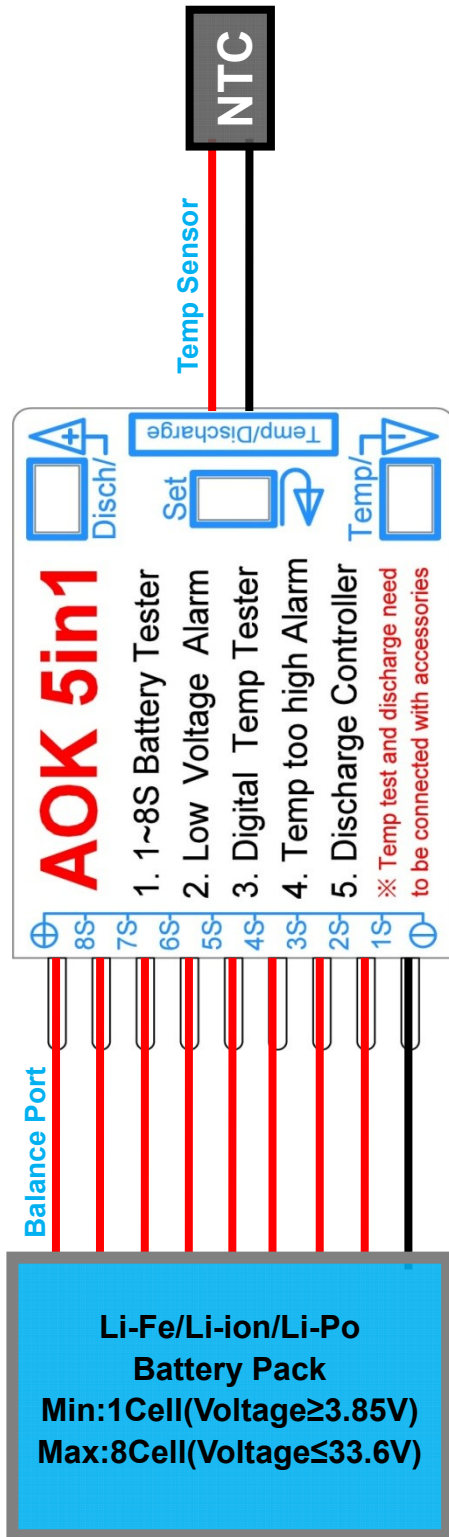 NTC
Temp Sensor
Temp/Discharge
Disch/
+
Set
Temp/
−
AOK 5in1
1. 1~8S Battery Tester
2. Low Voltage Alarm
3. Digital Temp Tester
4. Temp too high Alarm
5. Discharge Controller
※ Temp test and discharge need
to be connected with accessories
⊕ 8S 7S 6S 5S 4S 3S 2S 1S ⊖
Balance Port
Li-Fe/Li-ion/Li-Po
Battery Pack
Min:1Cell(Voltage≥3.85V)
Max:8Cell(Voltage≤33.6V)